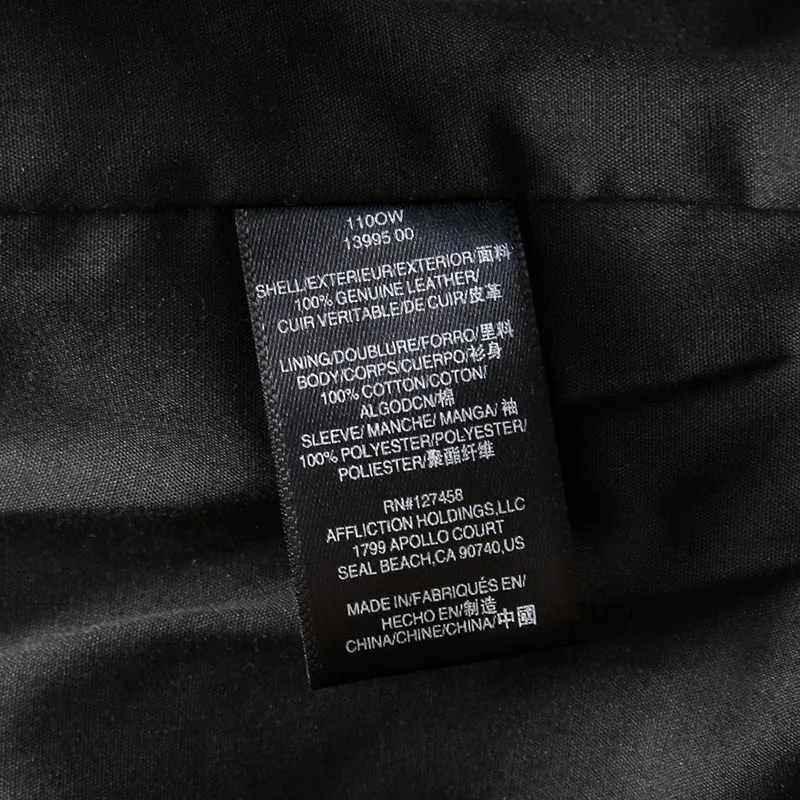 110OW
13995 00
SHELL/EXTERIEUR/EXTERIOR/面料
100% GENUINE LEATHER/
CUIR VERITABLE/DE CUIR/皮革
LINING/DOUBLURE/FORRO/里料
BODY/CORPS/CUERPO/衫身
100% COTTON/COTON/
ALGODCN/棉
SLEEVE/ MANCHE/ MANGA/ 袖
100% POLYESTER/POLYESTER/
POLIESTER/聚酯纤维
RN#127458
AFFLICTION HOLDINGS,LLC
1799 APOLLO COURT
SEAL BEACH,CA 90740,US
MADE IN/FABRIQUÉS EN/
HECHO EN/制造
CHINA/CHINE/CHINA/中國